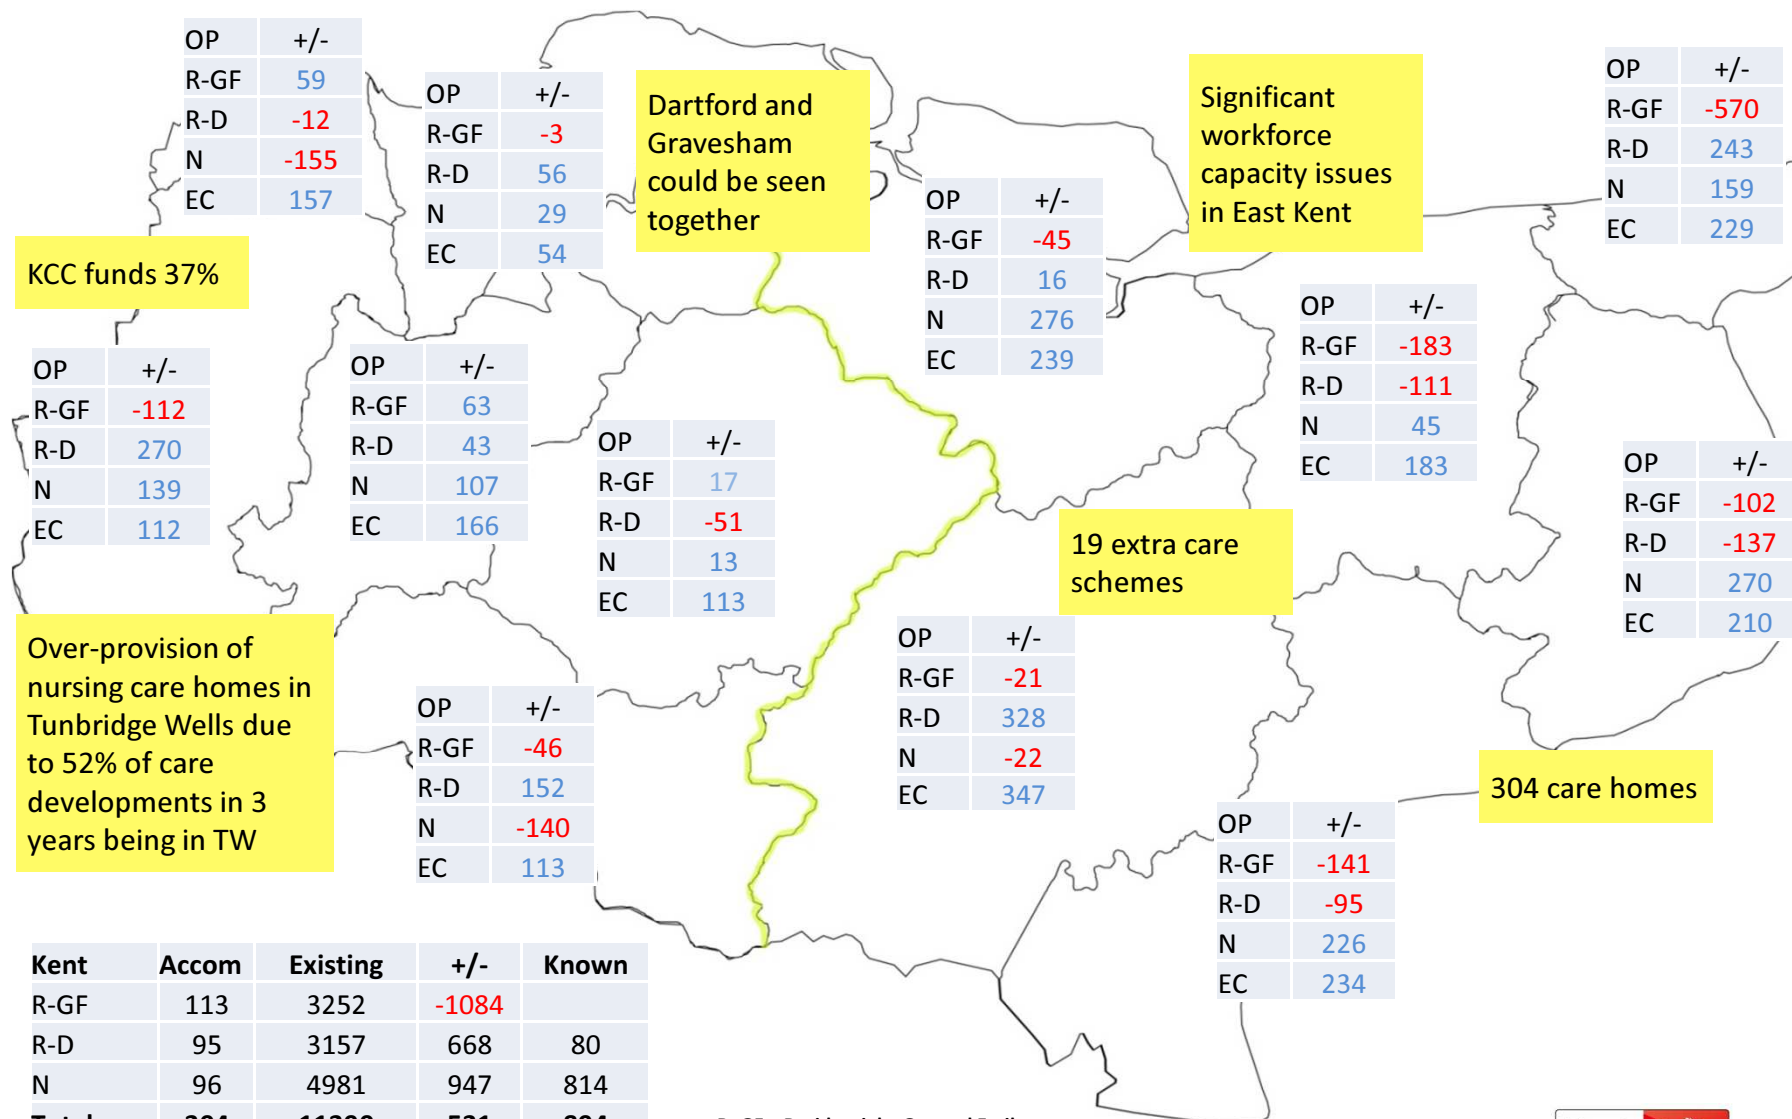 OP +/-
R-GF 59
R-D -12
N -155
EC 157
OP +/-
R-GF -3
R-D 56
N 29
EC 54
Dartford and
Gravesham
could be seen
together
OP +/-
R-GF -45
R-D 16
N 276
EC 239
Significant
workforce
capacity issues
in East Kent
OP +/-
R-GF -570
R-D 243
N 159
EC 229
KCC funds 37%
OP +/-
R-GF -112
R-D 270
N 139
EC 112
OP +/-
R-GF 63
R-D 43
N 107
EC 166
OP +/-
R-GF 17
R-D -51
N 13
EC 113
OP +/-
R-GF -183
R-D -111
N 45
EC 183
OP +/-
R-GF -102
R-D -137
N 270
EC 210
19 extra care
schemes
Over-provision of
nursing care homes in
Tunbridge Wells due
to 52% of care
developments in 3
years being in TW
OP +/-
R-GF -46
R-D 152
N -140
EC 113
OP +/-
R-GF -21
R-D 328
N -22
EC 347
304 care homes
OP +/-
R-GF -141
R-D -95
N 226
EC 234
Kent Accom Existing +/- Known
R-GF 113 3252 -1084
R-D 95 3157 668 80
N 96 4981 947 814